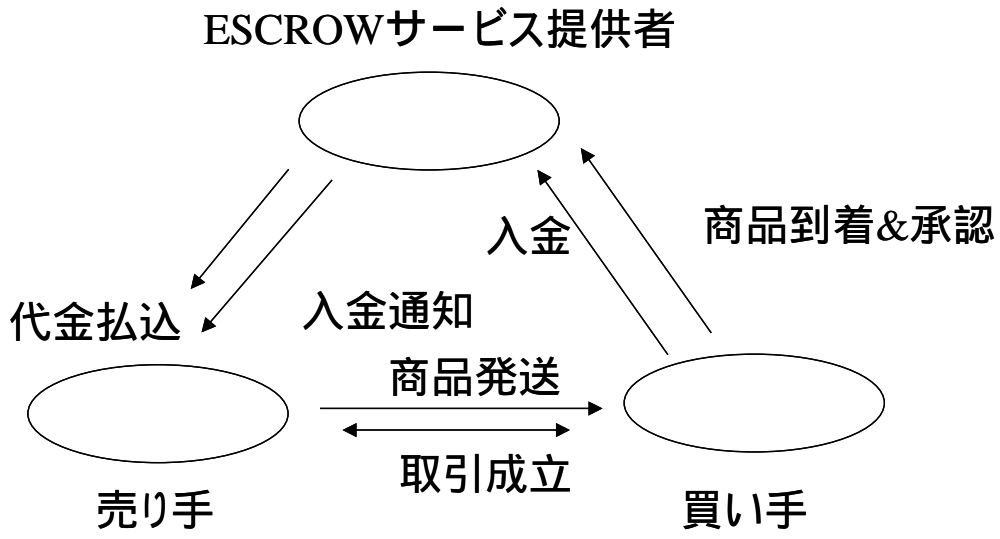 ESCROWサービス提供者
商品到着&承認
入金
代金払込
入金通知
商品発送
取引成立
売り手
買い手